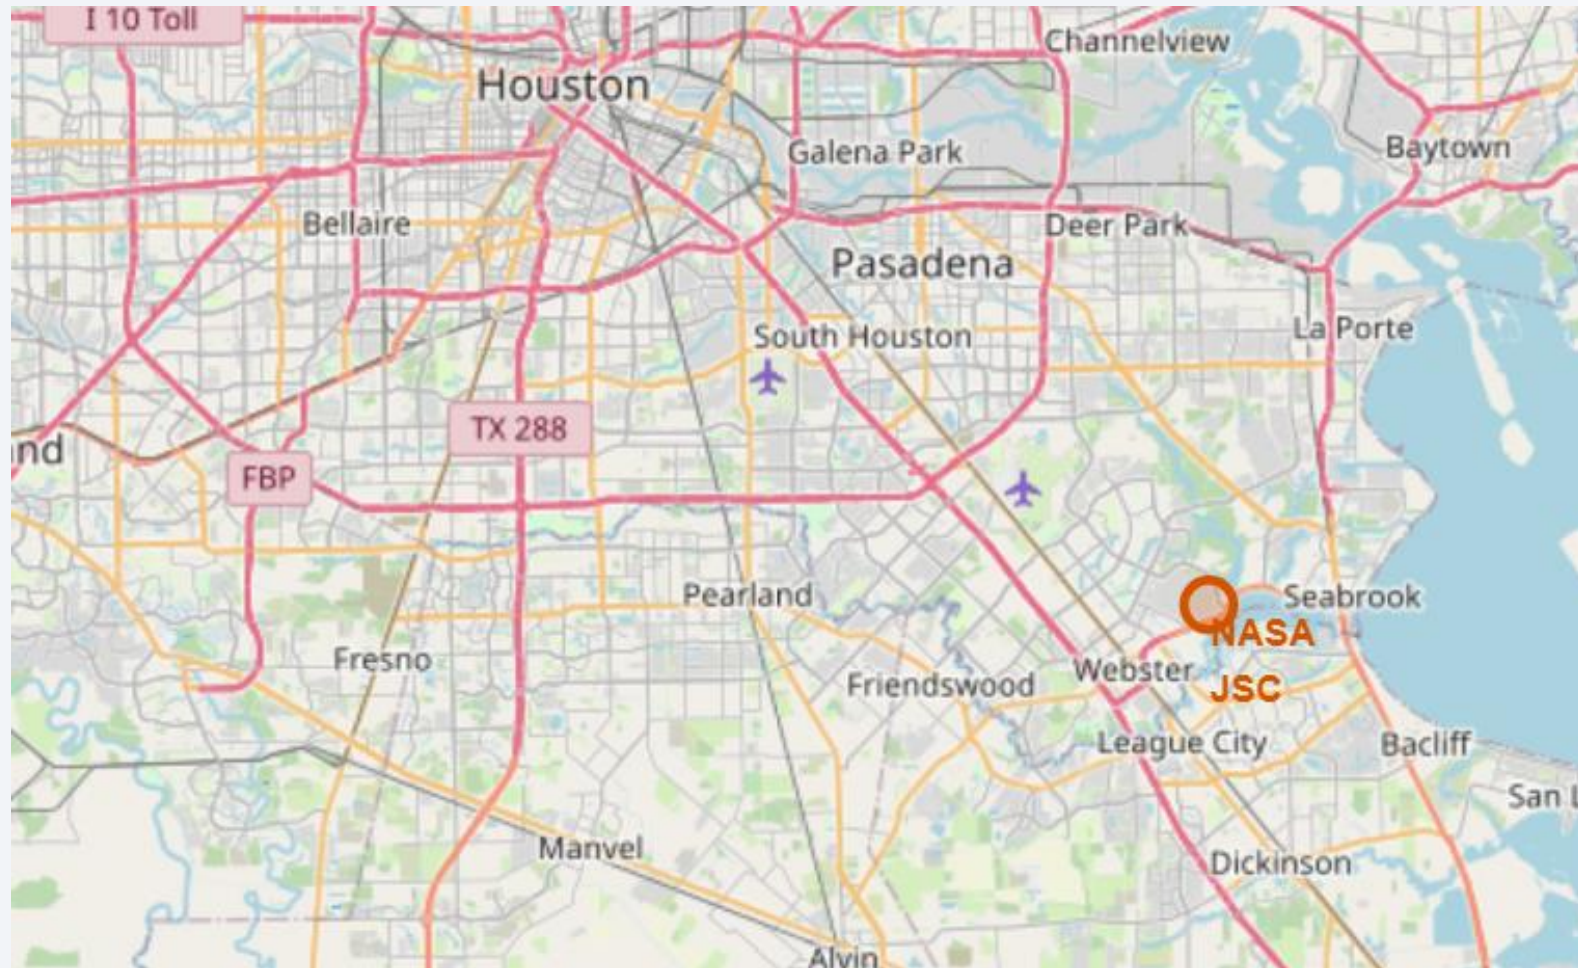 I 10 Toll
Channelview
Houston
Baytown
Galena Park
Bellaire
Deer Park
Pasadena
La Porte
South Houston
TX 288
and
FBP
Pearland
Seabrook
NASA
JSC
Fresno
Webster
Friendswood
League City
Bacliff
San L
Manvel
Dickinson
Alvin